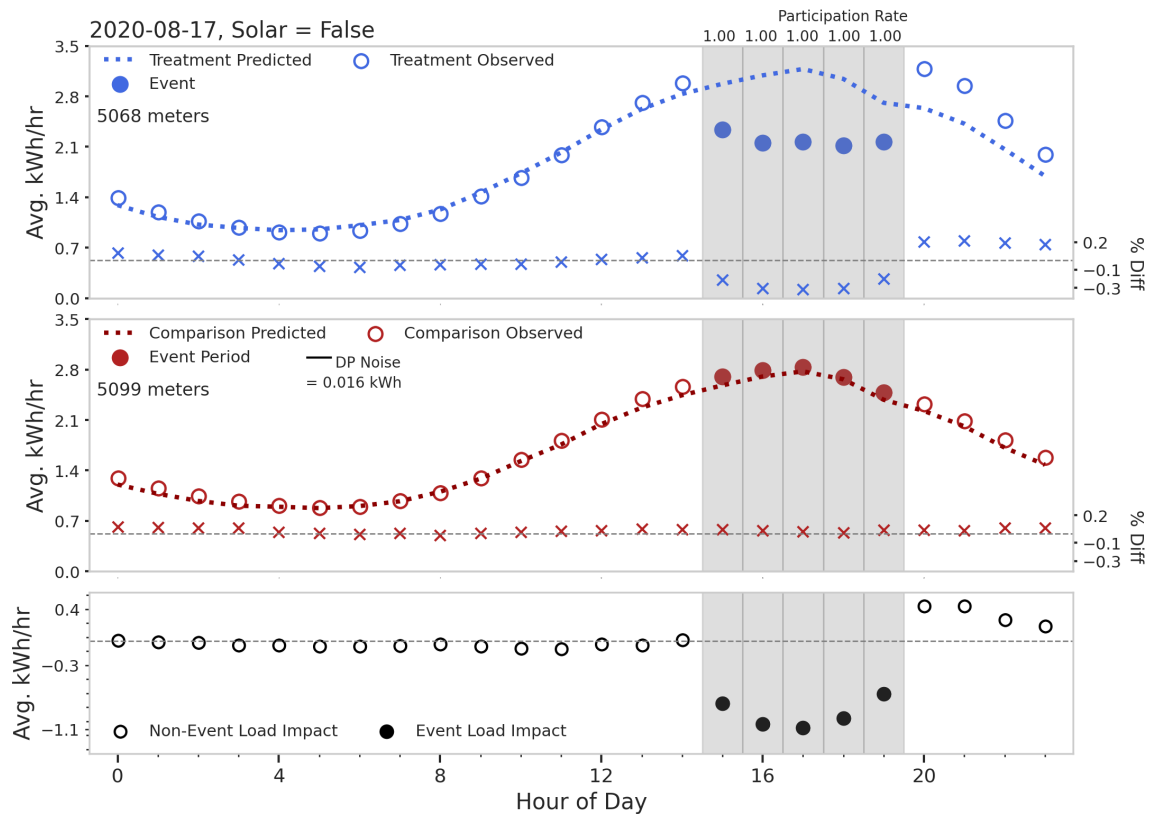 Participation Rate
2020-08-17, Solar = False
1.00 1.00 1.00 1.00 1.00
3.5
2.8
2.1
1.4
0.7
0.0
Avg. kWh/hr
Treatment Predicted
Treatment Observed
Event
5068 meters
0.2
−0.1
−0.3
% Diff
3.5
2.8
2.1
1.4
0.7
0.0
Avg. kWh/hr
Comparison Predicted
Comparison Observed
Event Period
DP Noise
= 0.016 kWh
5099 meters
0.2
−0.1
−0.3
% Diff
0.4
−0.3
−1.1
Avg. kWh/hr
Non-Event Load Impact
Event Load Impact
0 4 8 12 16 20
Hour of Day